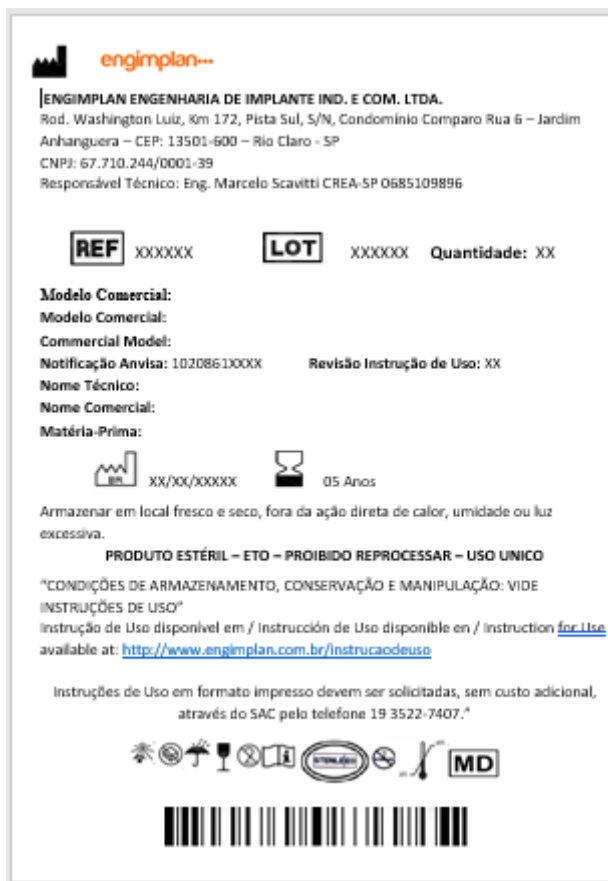 engimplan
ENGIMPLAN ENGENHARIA DE IMPLANTE IND. E COM. LTDA.
Rod. Washington Luiz, Km 172, Pista Sul, S/N, Condomínio Comparo Rua 6 – Jardim
Anhanguera – CEP: 13501-600 – Rio Claro - SP
CNPJ: 67.710.244/0001-39
Responsável Técnico: Eng. Marcelo Scavitti CREA-SP 0685109896
REF XXXXXX LOT XXXXXX Quantidade: XX
Modelo Comercial:
Modelo Comercial:
Commercial Model:
Notificação Anvisa: 1020861XXXX Revisão Instrução de Uso: XX
Nome Técnico:
Nome Comercial:
Matéria-Prima:
XX/XX/XXXXX 05 Anos
Armazenar em local fresco e seco, fora da ação direta de calor, umidade ou luz
excessiva.
PRODUTO ESTÉRIL – ETO – PROIBIDO REPROCESSAR – USO UNICO
"CONDIÇÕES DE ARMAZENAMENTO, CONSERVAÇÃO E MANIPULAÇÃO: VIDE
INSTRUÇÕES DE USO"
Instrução de Uso disponível em / Instrucción de Uso disponible en / Instruction for Use
available at: http://www.engimplan.com.br/instrucaodeuso
Instruções de Uso em formato impresso devem ser solicitadas, sem custo adicional,
através do SAC pelo telefone 19 3522-7407."
MD